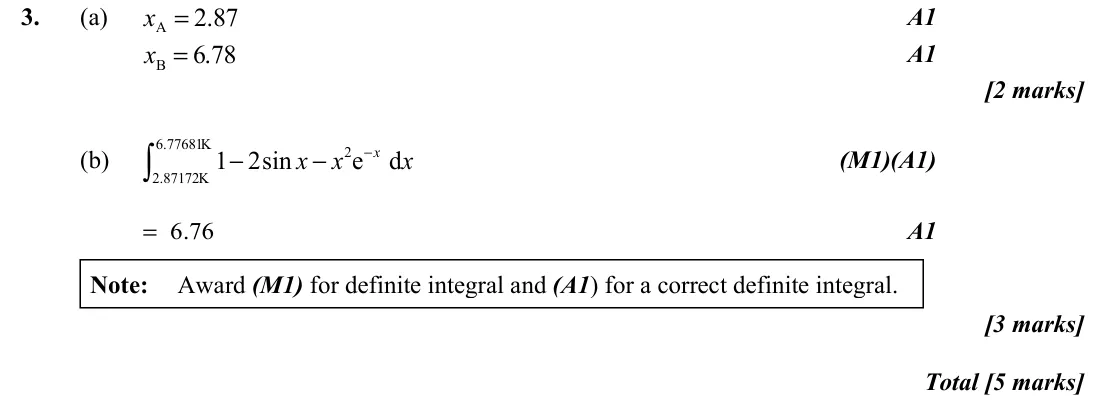 3. (a) x_A = 2.87 A1
x_B = 6.78 A1
[2 marks]
(b) ∫_{2.87172K}^{6.77681K} 1 − 2sin x − x²e⁻ˣ dx (M1)(A1)
= 6.76 A1
Note: Award (M1) for definite integral and (A1) for a correct definite integral.
[3 marks]
Total [5 marks]